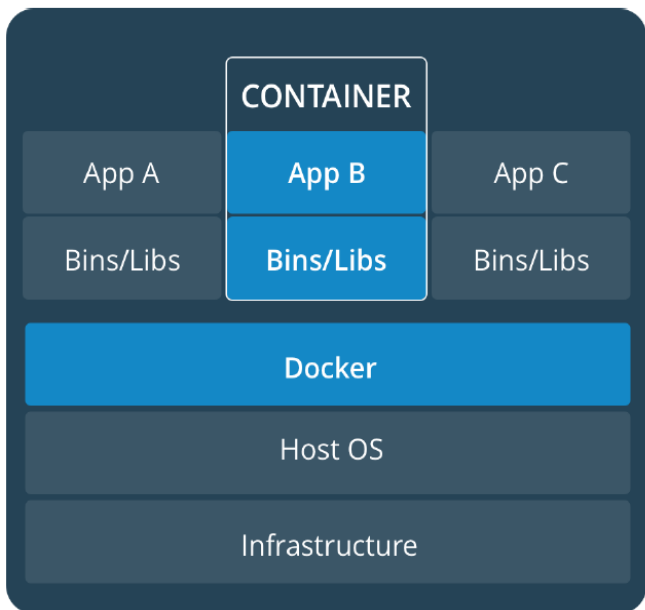 CONTAINER
App A App B App C
Bins/Libs Bins/Libs Bins/Libs
Docker
Host OS
Infrastructure